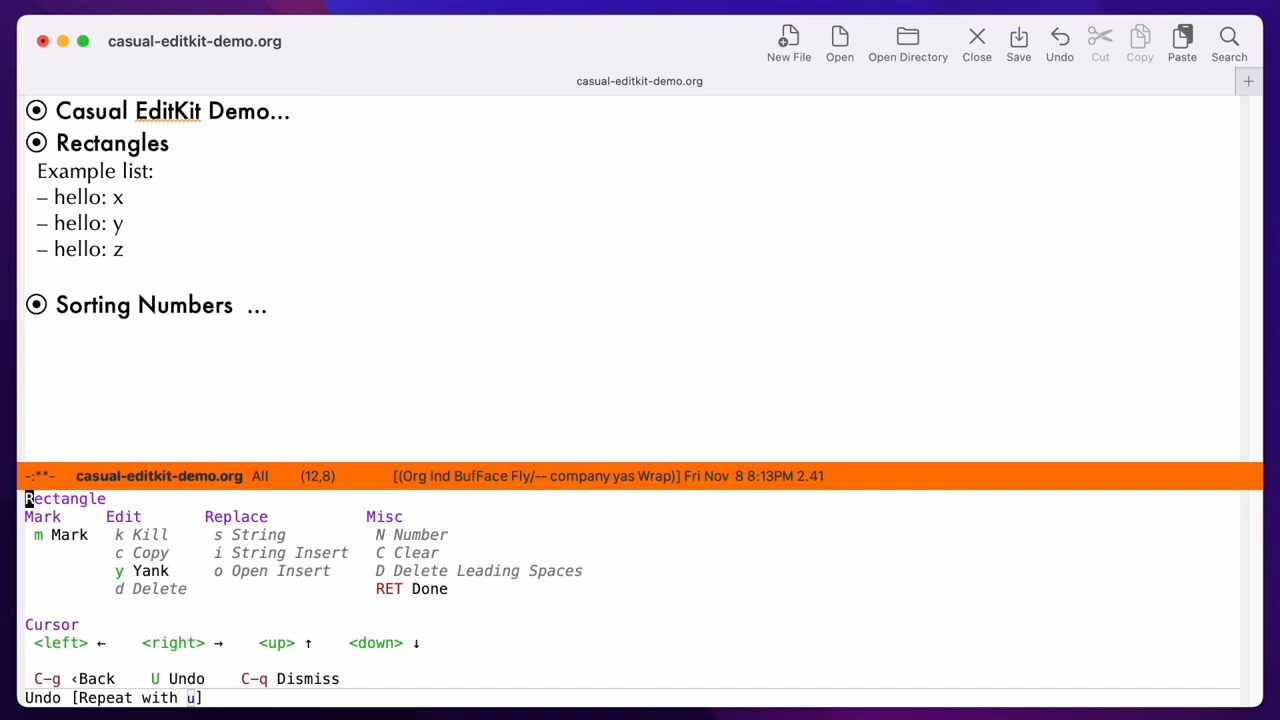 casual-editkit-demo.org
New File Open Open Directory Close Save Undo Cut Copy Paste Search
casual-editkit-demo.org
Casual EditKit Demo...
Rectangles
Example list:
– hello: x
– hello: y
– hello: z
Sorting Numbers ...
-:**- casual-editkit-demo.org All (12,8) [(Org Ind BufFace Fly/-- company yas Wrap)] Fri Nov 8 8:13PM 2.41
Rectangle
Mark Edit Replace Misc
m Mark k Kill s String N Number
c Copy i String Insert C Clear
y Yank o Open Insert D Delete Leading Spaces
d Delete RET Done
Cursor
<left> ← <right> → <up> ↑ <down> ↓
C-g ‹Back U Undo C-q Dismiss
Undo [Repeat with u]